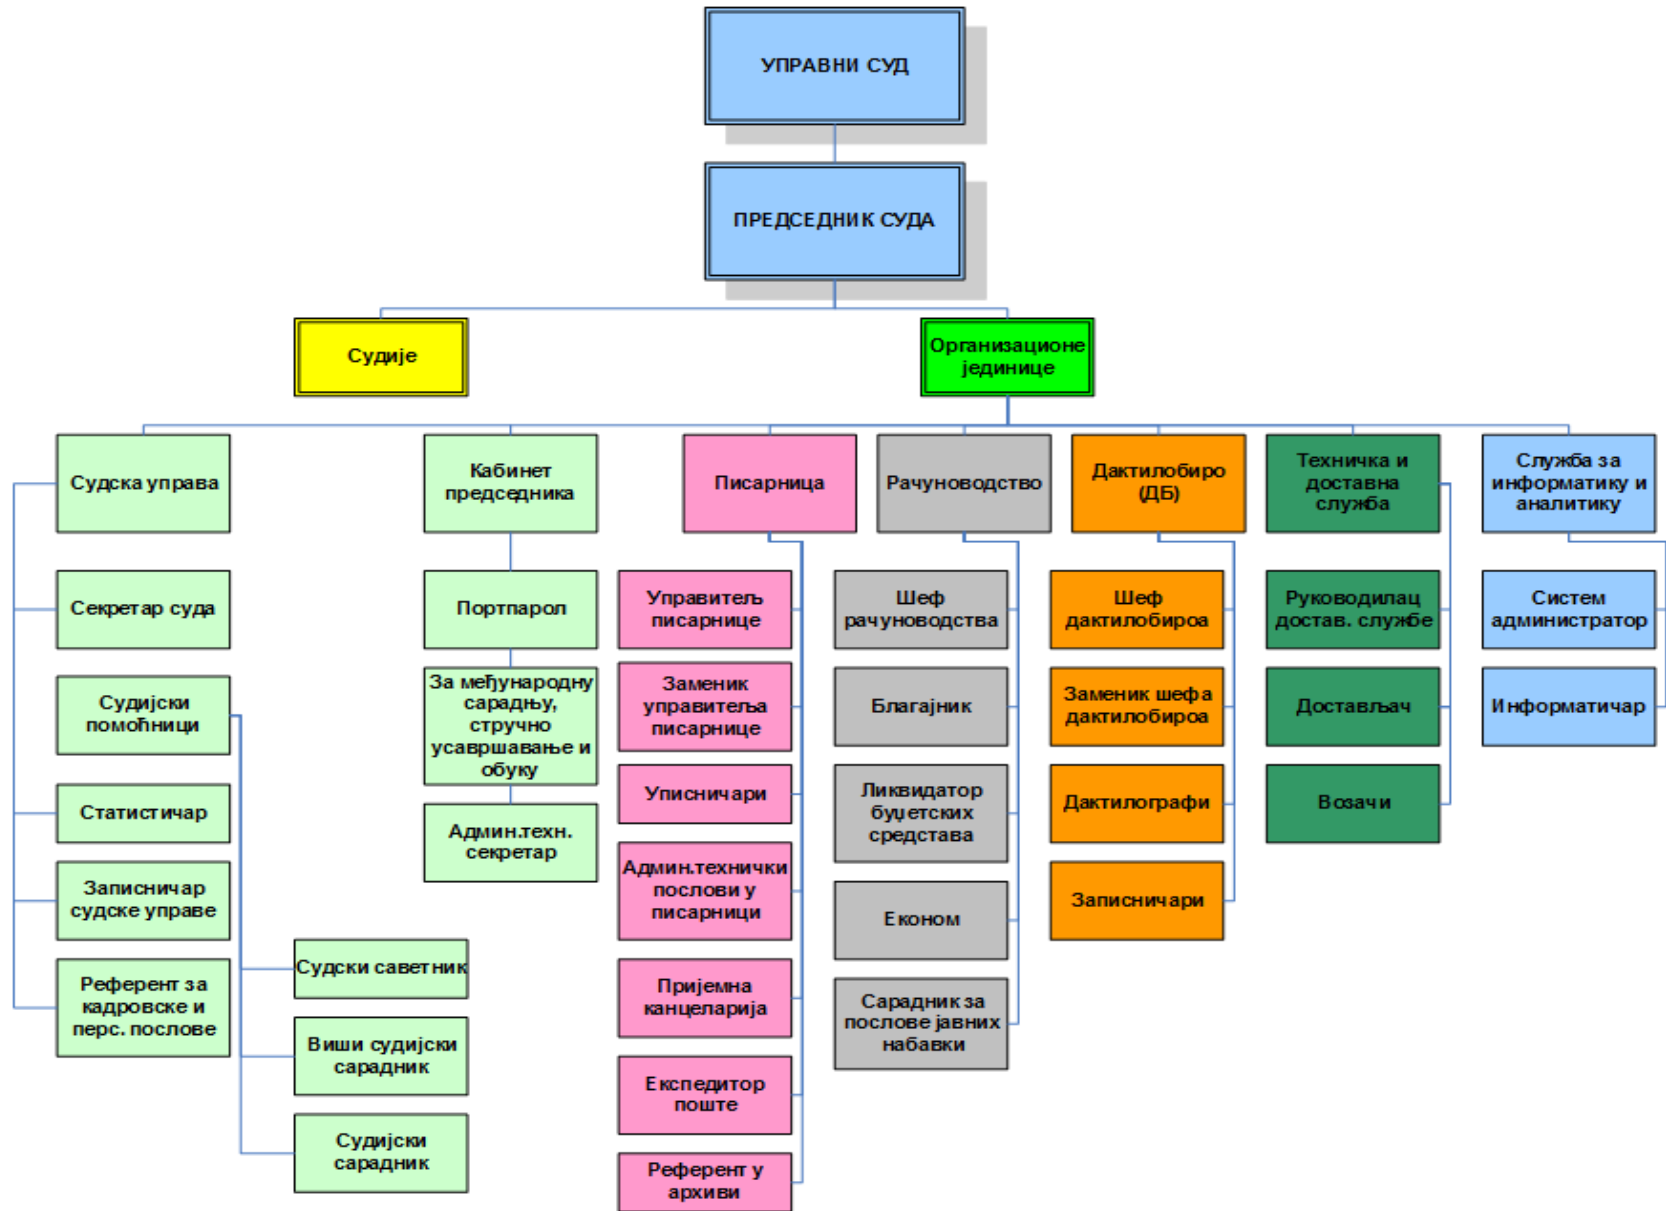 УПРАВНИ СУД
ПРЕДСЕДНИК СУДА
Судије
Организационе
јединице
Судска управа
Кабинет
председника
Писарница
Рачуноводство
Дактилобиро
(ДБ)
Техничка и
доставна
служба
Служба за
информатику и
аналитику
Секретар суда
Судијски
помоћници
Статистичар
Записничар
судске управе
Референт за
кадровске и
перс. послове
Судски саветник
Виши судијски
сарадник
Судијски
сарадник
Портпарол
За међународну
сарадњу,
стручно
усавршавање и
обуку
Админ.техн.
секретар
Управитељ
писарнице
Заменик
управитеља
писарнице
Уписничари
Админ.технички
послови у
писарници
Пријемна
канцеларија
Експедитор
поште
Референт у
архиви
Шеф
рачуноводства
Благајник
Ликвидатор
буџетских
средстава
Економ
Сарадник за
послове јавних
набавки
Шеф
дактилобироа
Заменик шефа
дактилобироа
Дактилографи
Записничари
Руководилац
достав. службе
Достављач
Возачи
Систем
администратор
Информатичар